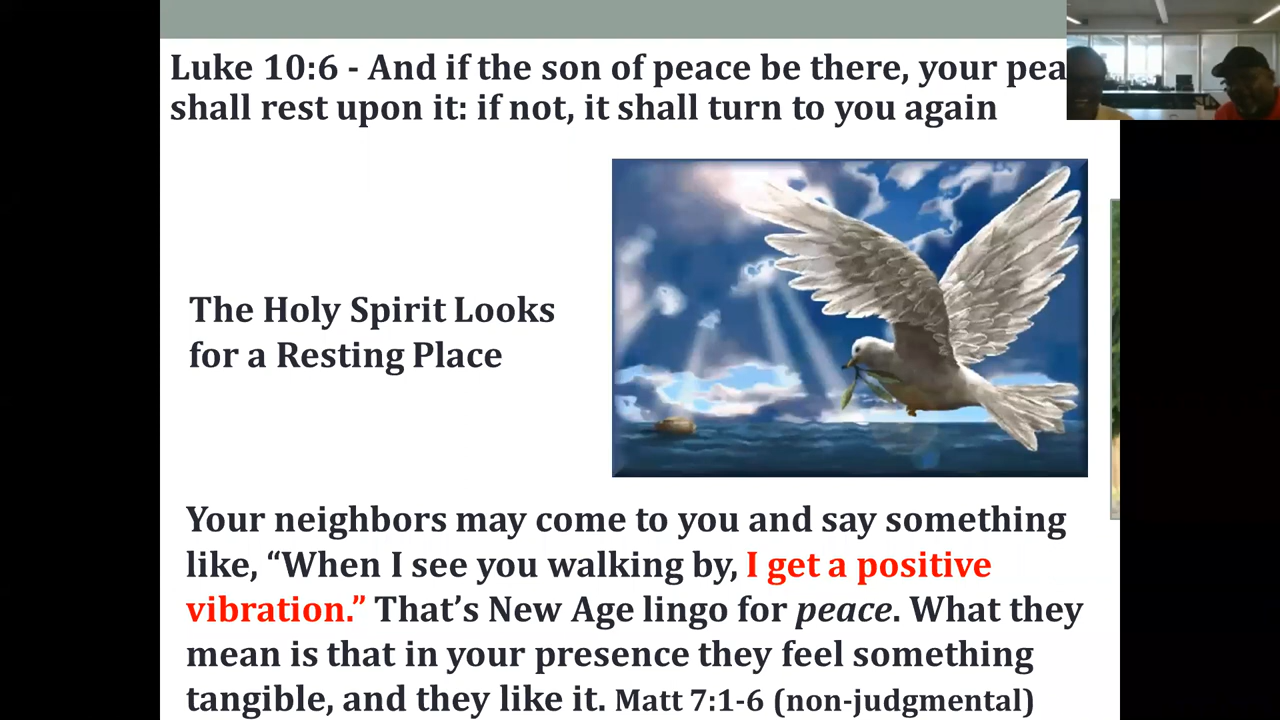 Luke 10:6 - And if the son of peace be there, your pea
shall rest upon it: if not, it shall turn to you again
The Holy Spirit Looks
for a Resting Place
Your neighbors may come to you and say something
like, “When I see you walking by, I get a positive
vibration.” That’s New Age lingo for peace. What they
mean is that in your presence they feel something
tangible, and they like it. Matt 7:1-6 (non-judgmental)